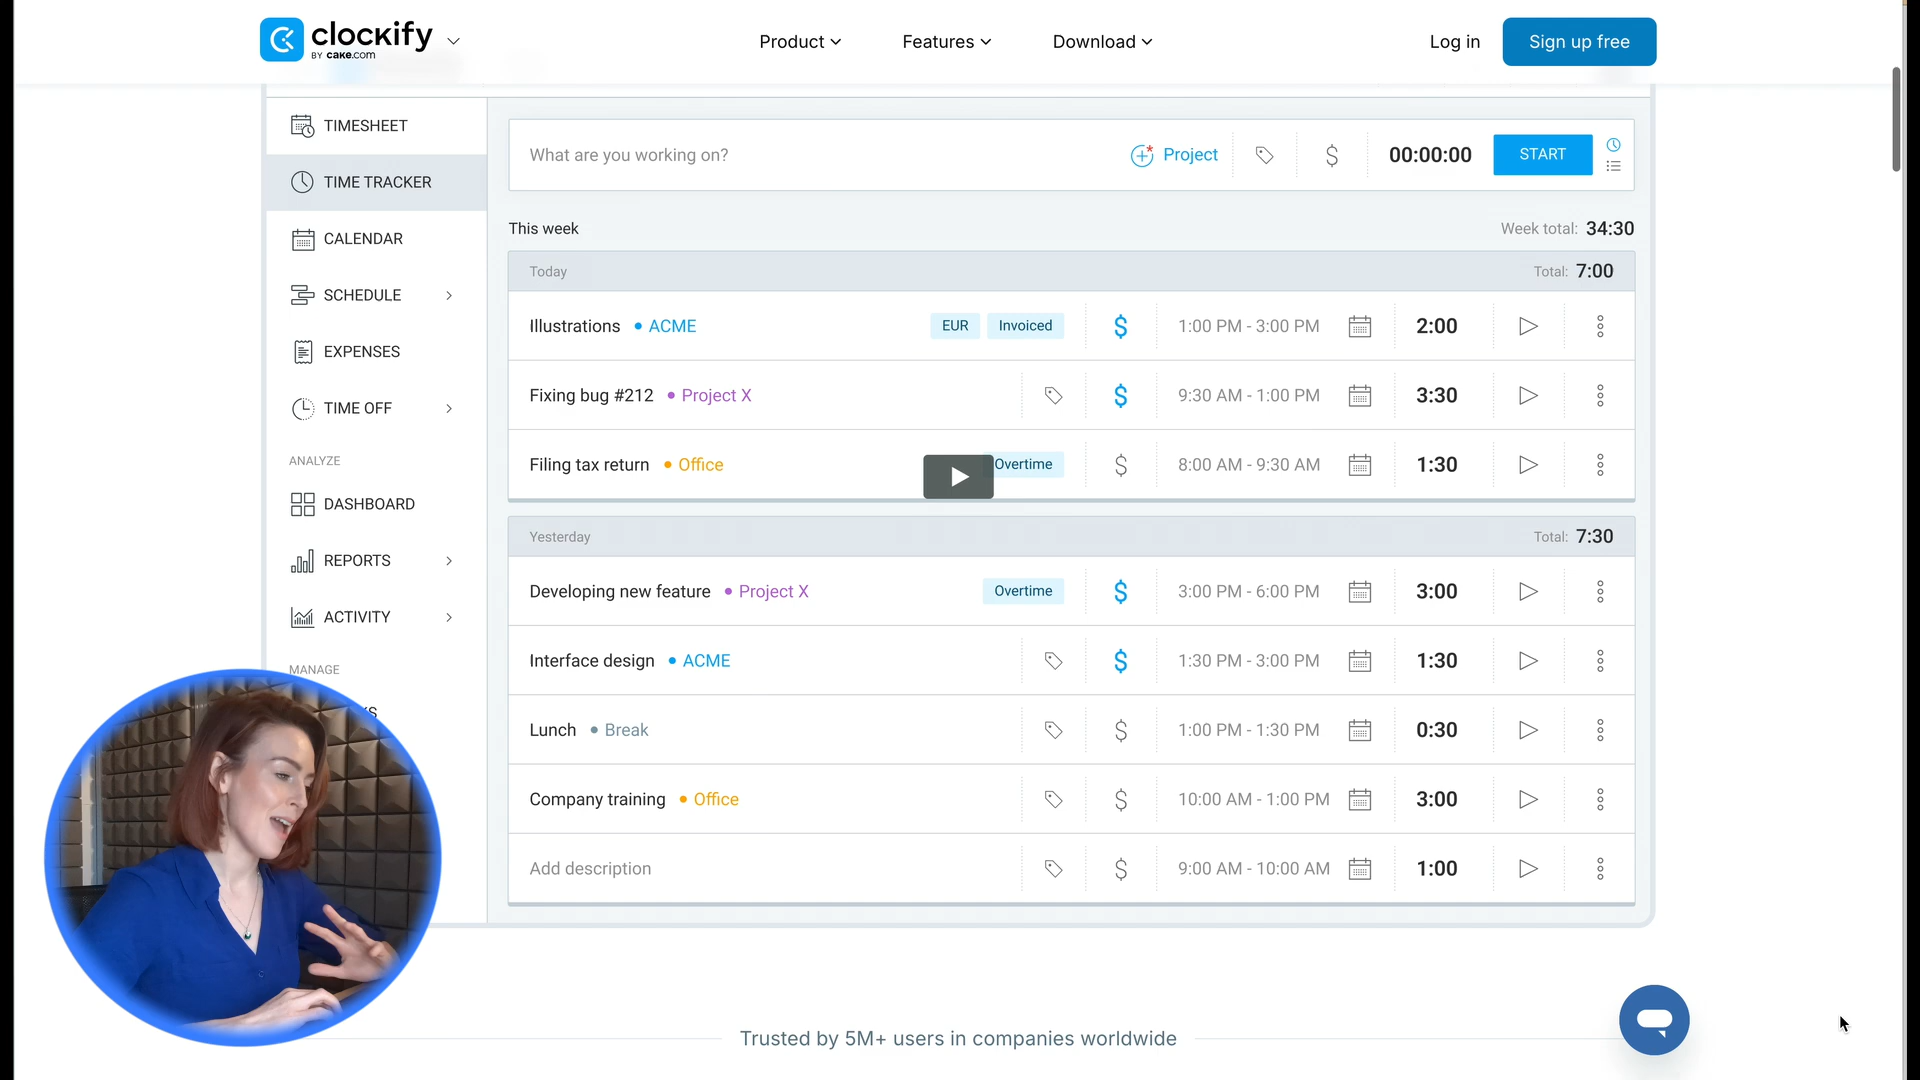 clockify
BY cake.com
Product
Features
Download
Log in
Sign up free
TIMESHEET
TIME TRACKER
CALENDAR
SCHEDULE
EXPENSES
TIME OFF
ANALYZE
DASHBOARD
REPORTS
ACTIVITY
MANAGE
What are you working on?
Project
00:00:00
START
This week
Week total: 34:30
Today
Total: 7:00
Illustrations • ACME EUR Invoiced $ 1:00 PM - 3:00 PM 2:00
Fixing bug #212 • Project X $ 9:30 AM - 1:00 PM 3:30
Filing tax return • Office Overtime $ 8:00 AM - 9:30 AM 1:30
Yesterday
Total: 7:30
Developing new feature • Project X Overtime $ 3:00 PM - 6:00 PM 3:00
Interface design • ACME $ 1:30 PM - 3:00 PM 1:30
Lunch • Break $ 1:00 PM - 1:30 PM 0:30
Company training • Office $ 10:00 AM - 1:00 PM 3:00
Add description $ 9:00 AM - 10:00 AM 1:00
Trusted by 5M+ users in companies worldwide